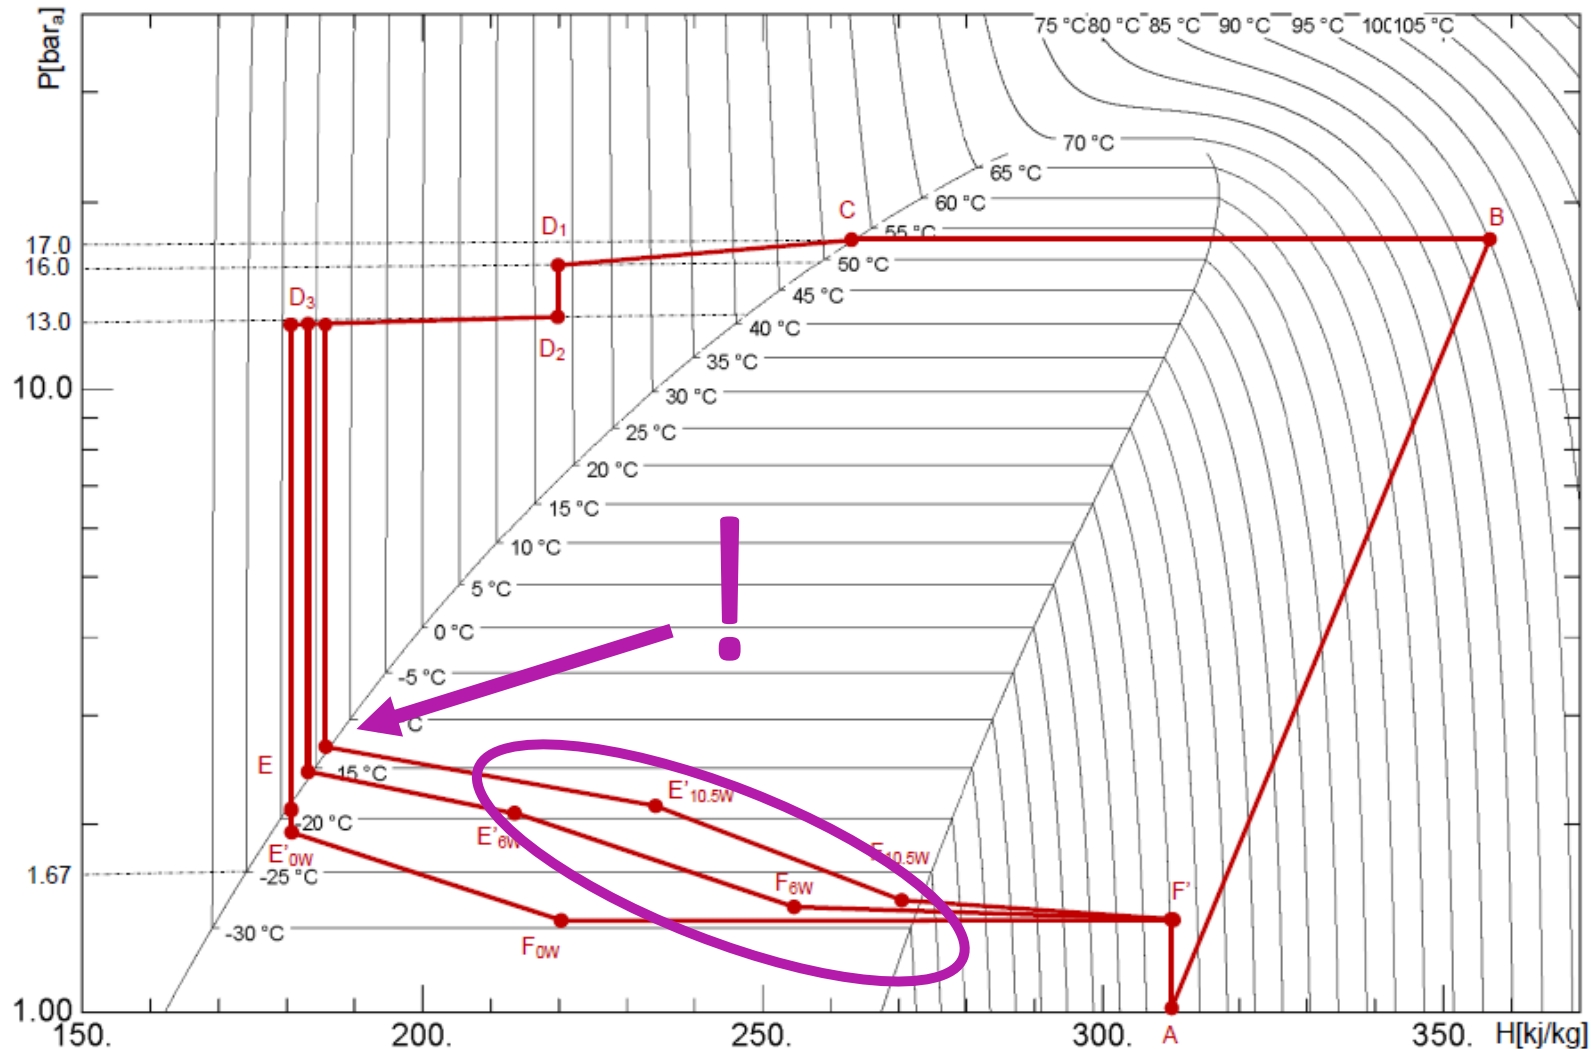 P[bar_a]
75 °C 80 °C 85 °C 90 °C 95 °C 100 105 °C
70 °C
65 °C
60 °C
C
B
55 °C
D₁
17.0
16.0
50 °C
45 °C
D₃
13.0
40 °C
D₂
35 °C
10.0
30 °C
25 °C
20 °C
15 °C
!
10 °C
5 °C
0 °C
-5 °C
C
E
15 °C
E'10.5W
-20 °C
E'6W
E'0W
F10.5W
1.67
-25 °C
F6W
F'
-30 °C
F0W
1.00
150. 200. 250. 300. 350. H[kj/kg]
A